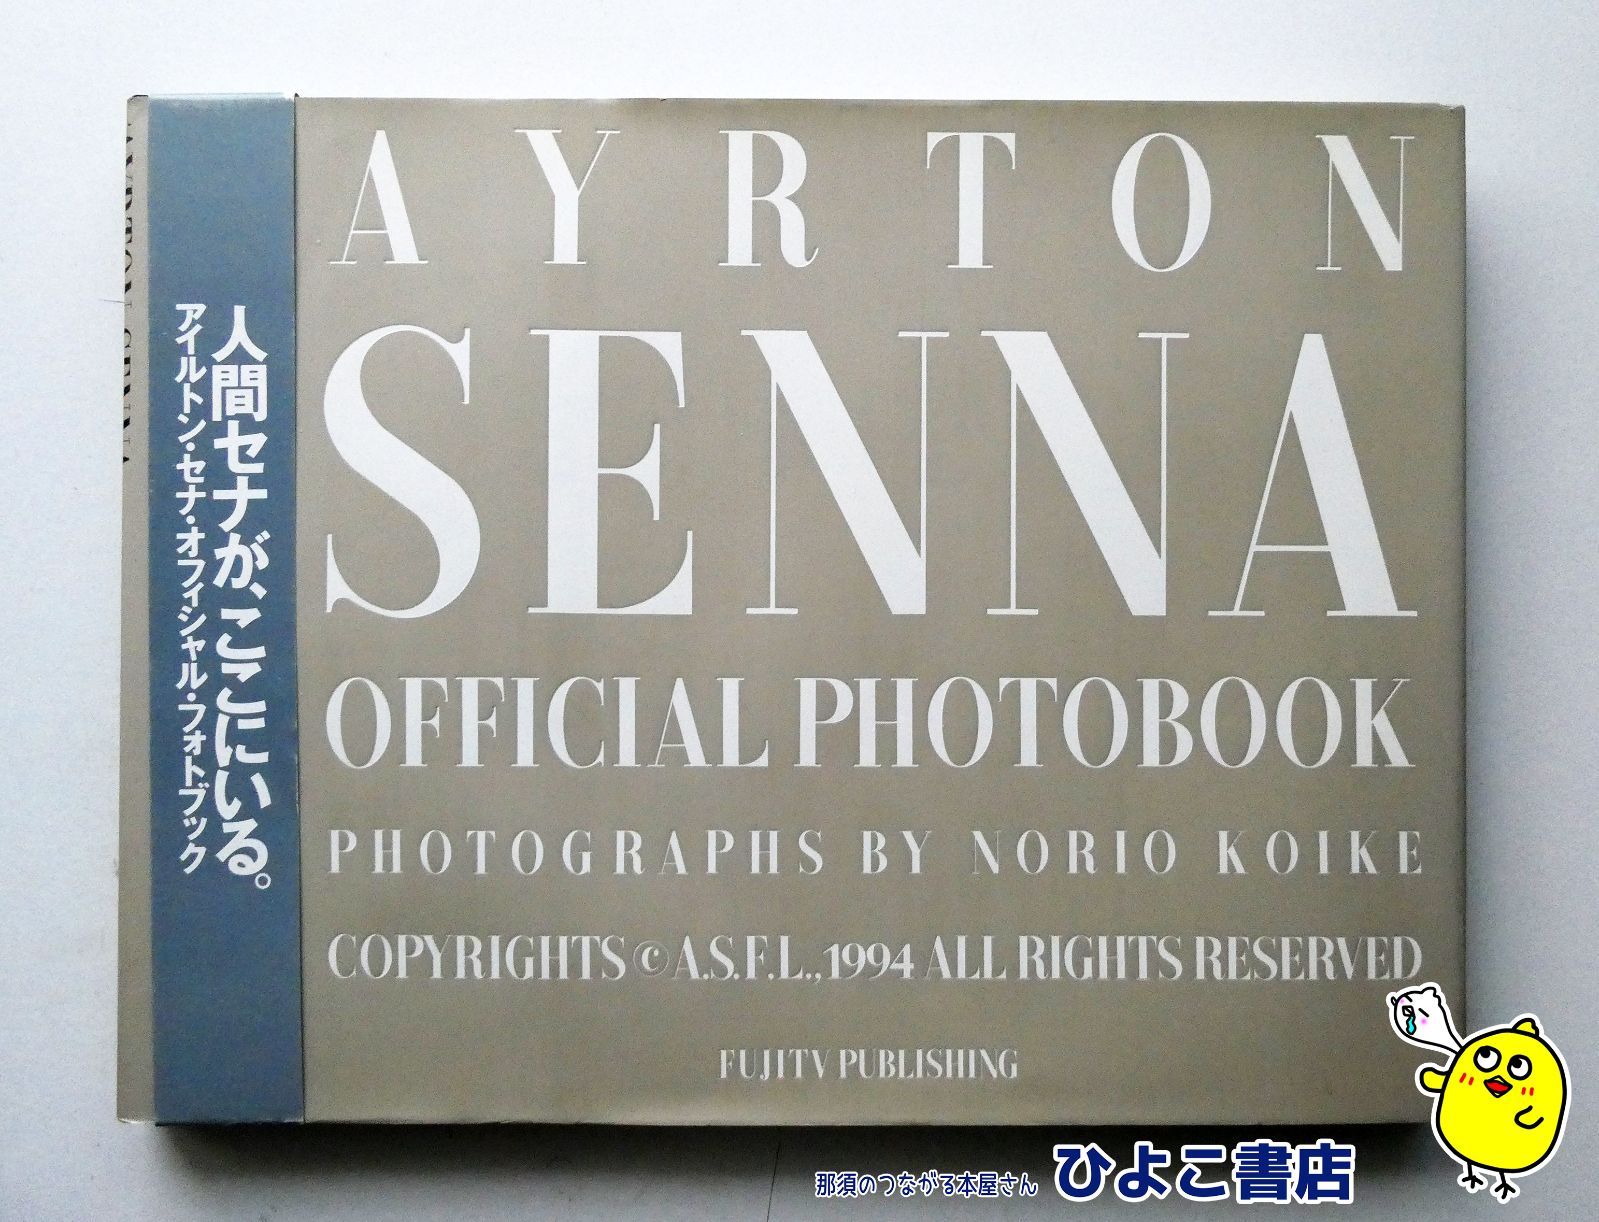 AYRTON SENNA
人間セナが、ここにいる。
アイルトン・セナ・オフィシャル・フォトブック
AYRTON
SENNA
OFFICIAL PHOTOBOOK
PHOTOGRAPHS BY NORIO KOIKE
COPYRIGHTS © A.S.F.L., 1994 ALL RIGHTS RESERVED
FUJITV PUBLISHING
那須のつながる本屋さん ひよこ書店